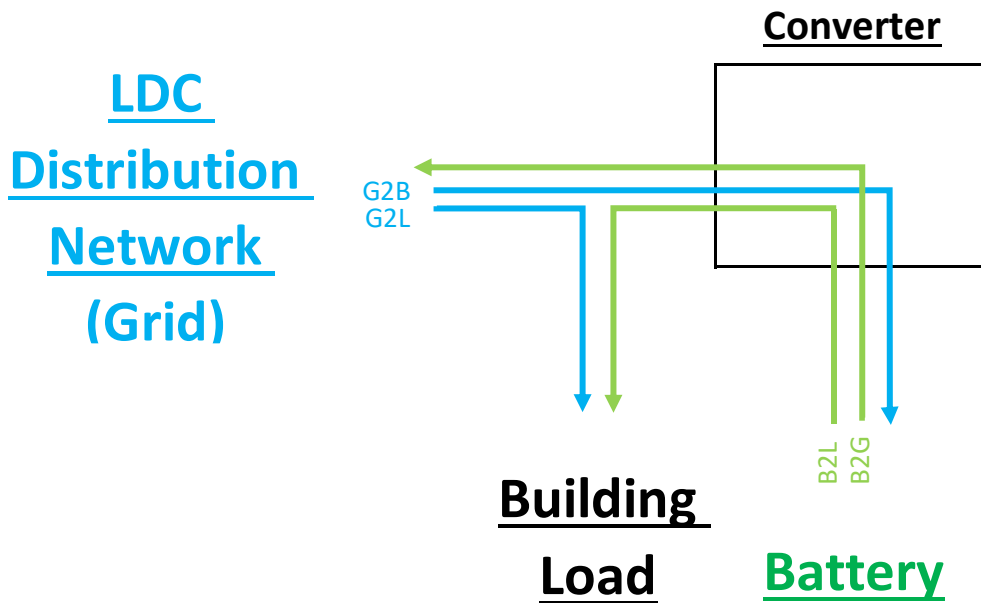 Converter
LDC
Distribution
Network
(Grid)
G2B
G2L
B2L
B2G
Building
Load
Battery